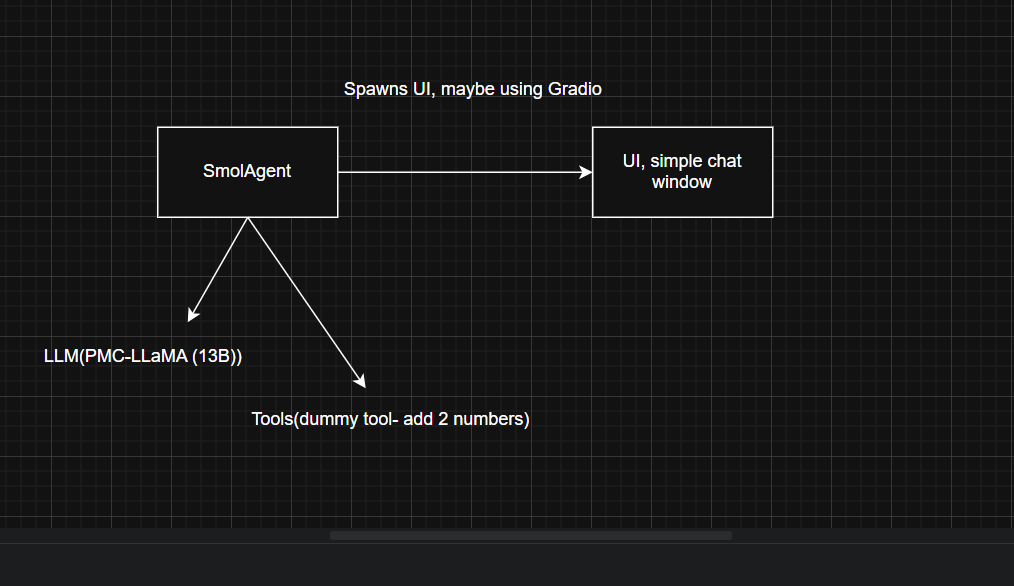 Spawns UI, maybe using Gradio
SmolAgent
UI, simple chat
window
LLM(PMC-LLaMA (13B))
Tools(dummy tool- add 2 numbers)